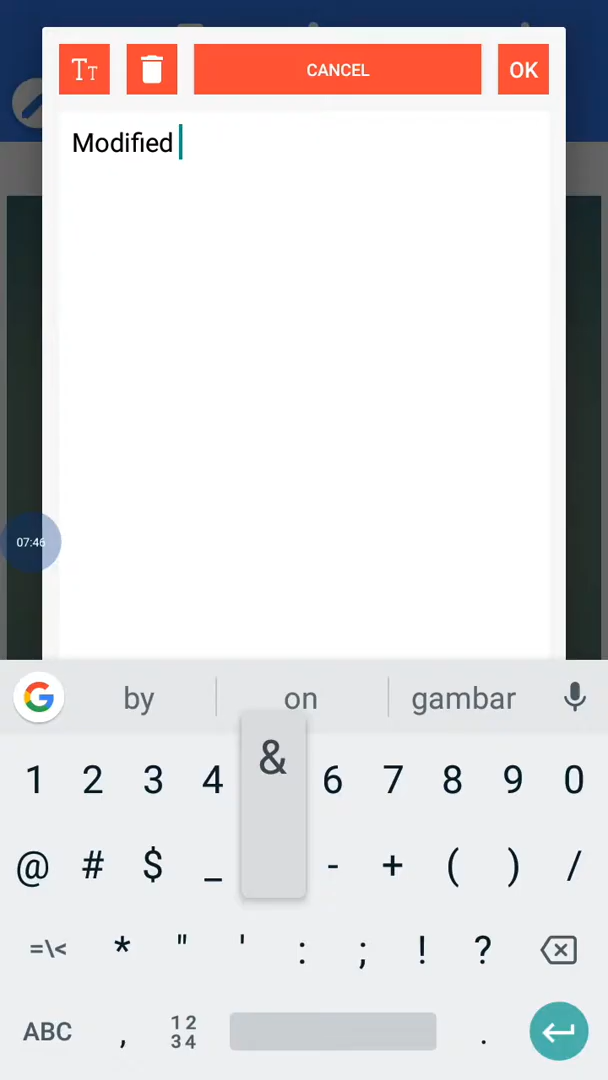 Tт CANCEL OK
Modified
07:46
G by on gambar
&
1 2 3 4 6 7 8 9 0
@ # $ _ - + ( ) /
=\< * " ' : ; ! ?
ABC , 12 34 .